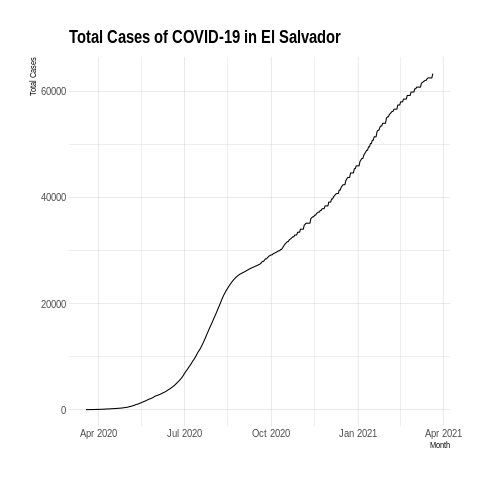 Total Cases of COVID-19 in El Salvador
Total Cases
60000
40000
20000
0
Apr 2020 Jul 2020 Oct 2020 Jan 2021 Apr 2021
Month